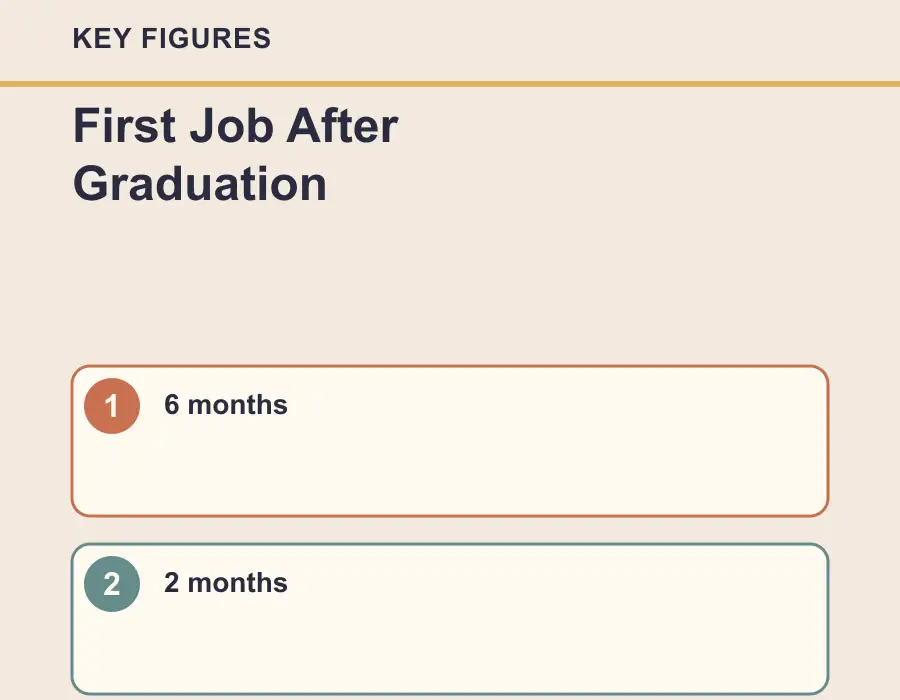 KEY FIGURES
First Job After
Graduation
1
6 months
2
2 months